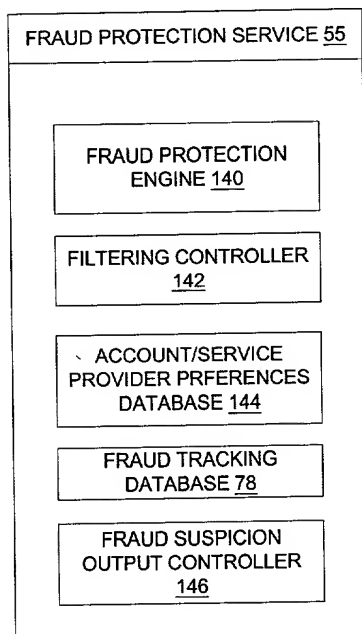 FRAUD PROTECTION SERVICE 55
FRAUD PROTECTION
ENGINE 140
FILTERING CONTROLLER
142
ACCOUNT/SERVICE
PROVIDER PRFERENCES
DATABASE 144
FRAUD TRACKING
DATABASE 78
FRAUD SUSPICION
OUTPUT CONTROLLER
146